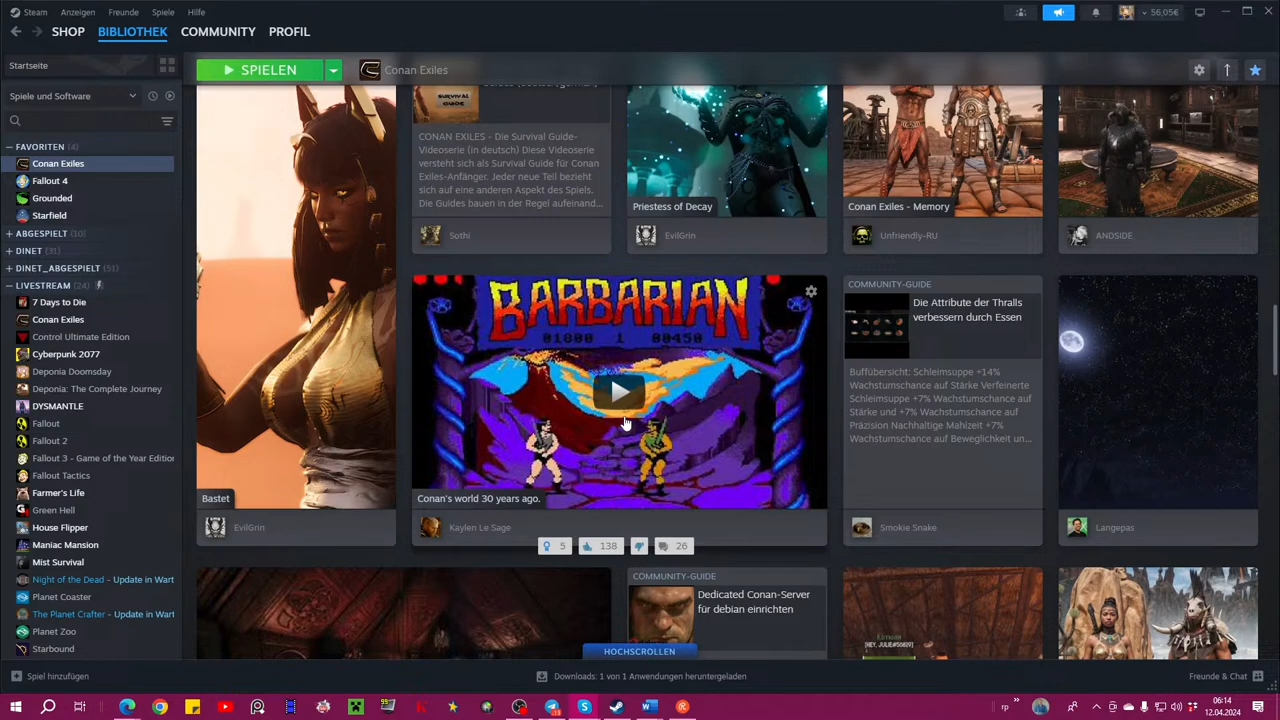 Steam Anzeigen Freunde Spiele Hilfe
56,05€
SHOP BIBLIOTHEK COMMUNITY PROFIL
Startseite
SPIELEN
Conan Exiles
Spiele und Software
FAVORITEN (4)
Conan Exiles
Fallout 4
Grounded
Starfield
ABGESPIELT (10)
DINET (31)
DINET_ABGESPIELT (51)
LIVESTREAM (24)
7 Days to Die
Conan Exiles
Control Ultimate Edition
Cyberpunk 2077
Deponia Doomsday
Deponia: The Complete Journey
DYSMANTLE
Fallout
Fallout 2
Fallout 3 - Game of the Year Edition
Fallout Tactics
Farmer's Life
Green Hell
House Flipper
Maniac Mansion
Mist Survival
Night of the Dead - Update in Wart
Planet Coaster
The Planet Crafter - Update in Wart
Planet Zoo
Starbound
SURVIVAL
GUIDE
CONAN EXILES - Die Survival Guide-
Videoserie (in deutsch) Diese Videoserie
versteht sich als Survival Guide für Conan
Exiles-Anfänger. Jeder neue Teil bezieht
sich auf eine anderen Aspekt des Spiels.
Die Guides bauen in der Regel aufeinand...
Sothi
Priestess of Decay
EvilGrin
Conan Exiles - Memory
Unfriendly-RU
ANDSIDE
Bastet
EvilGrin
BARBARIAN
01800 1 00450
Conan's world 30 years ago.
Kaylen Le Sage
5 138 26
COMMUNITY-GUIDE
Die Attribute der Thralls
verbessern durch Essen
Buffübersicht: Schleimsuppe +14%
Wachstumschance auf Stärke Verfeinerte
Schleimsuppe +7% Wachstumschance auf
Stärke und +7% Wachstumschance auf
Präzision Nachhaltige Mahlzeit +7%
Wachstumschance auf Beweglichkeit un...
Smokie Snake
Langepas
COMMUNITY-GUIDE
Dedicated Conan-Server
für debian einrichten
[HEY, JULIE#56829]
HOCHSCROLLEN
Spiel hinzufügen
Downloads: 1 von 1 Anwendungen heruntergeladen
Freunde & Chat
rp
06:14
12.04.2024